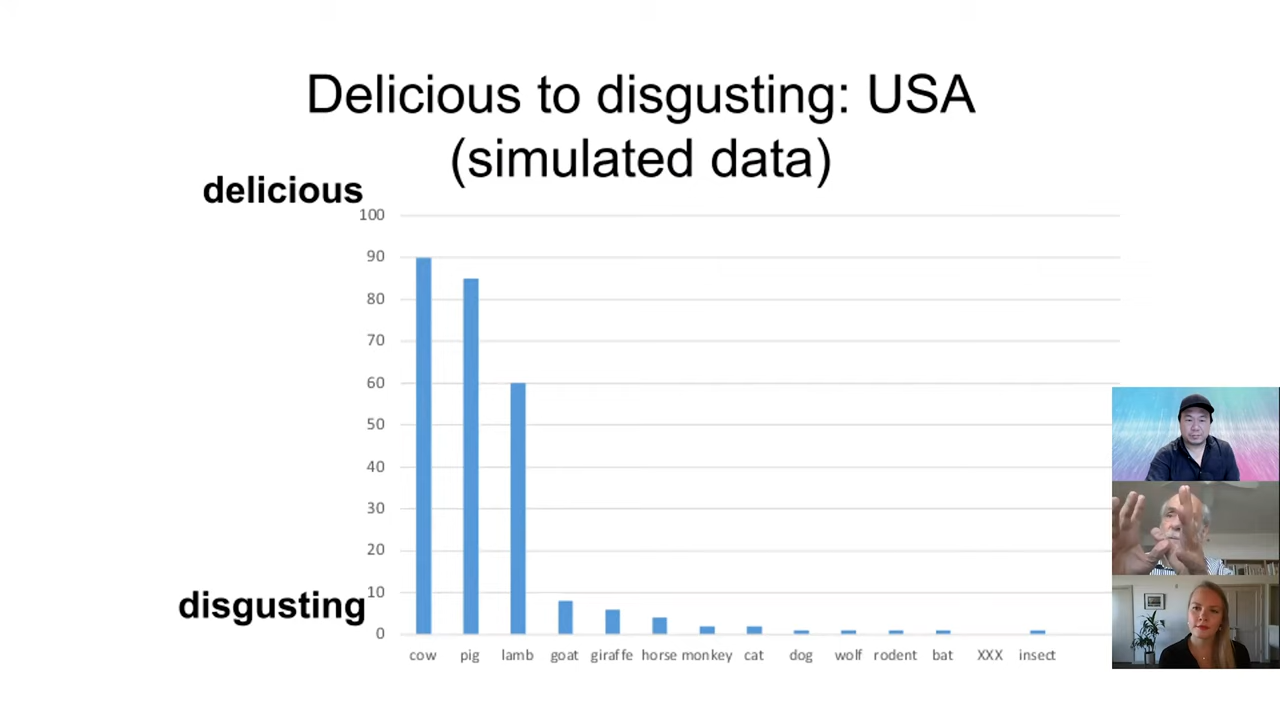 Delicious to disgusting: USA
(simulated data)
delicious
100
90
80
70
60
50
40
30
20
10
disgusting
0
cow pig lamb goat giraffe horse monkey cat dog wolf rodent bat XXX insect